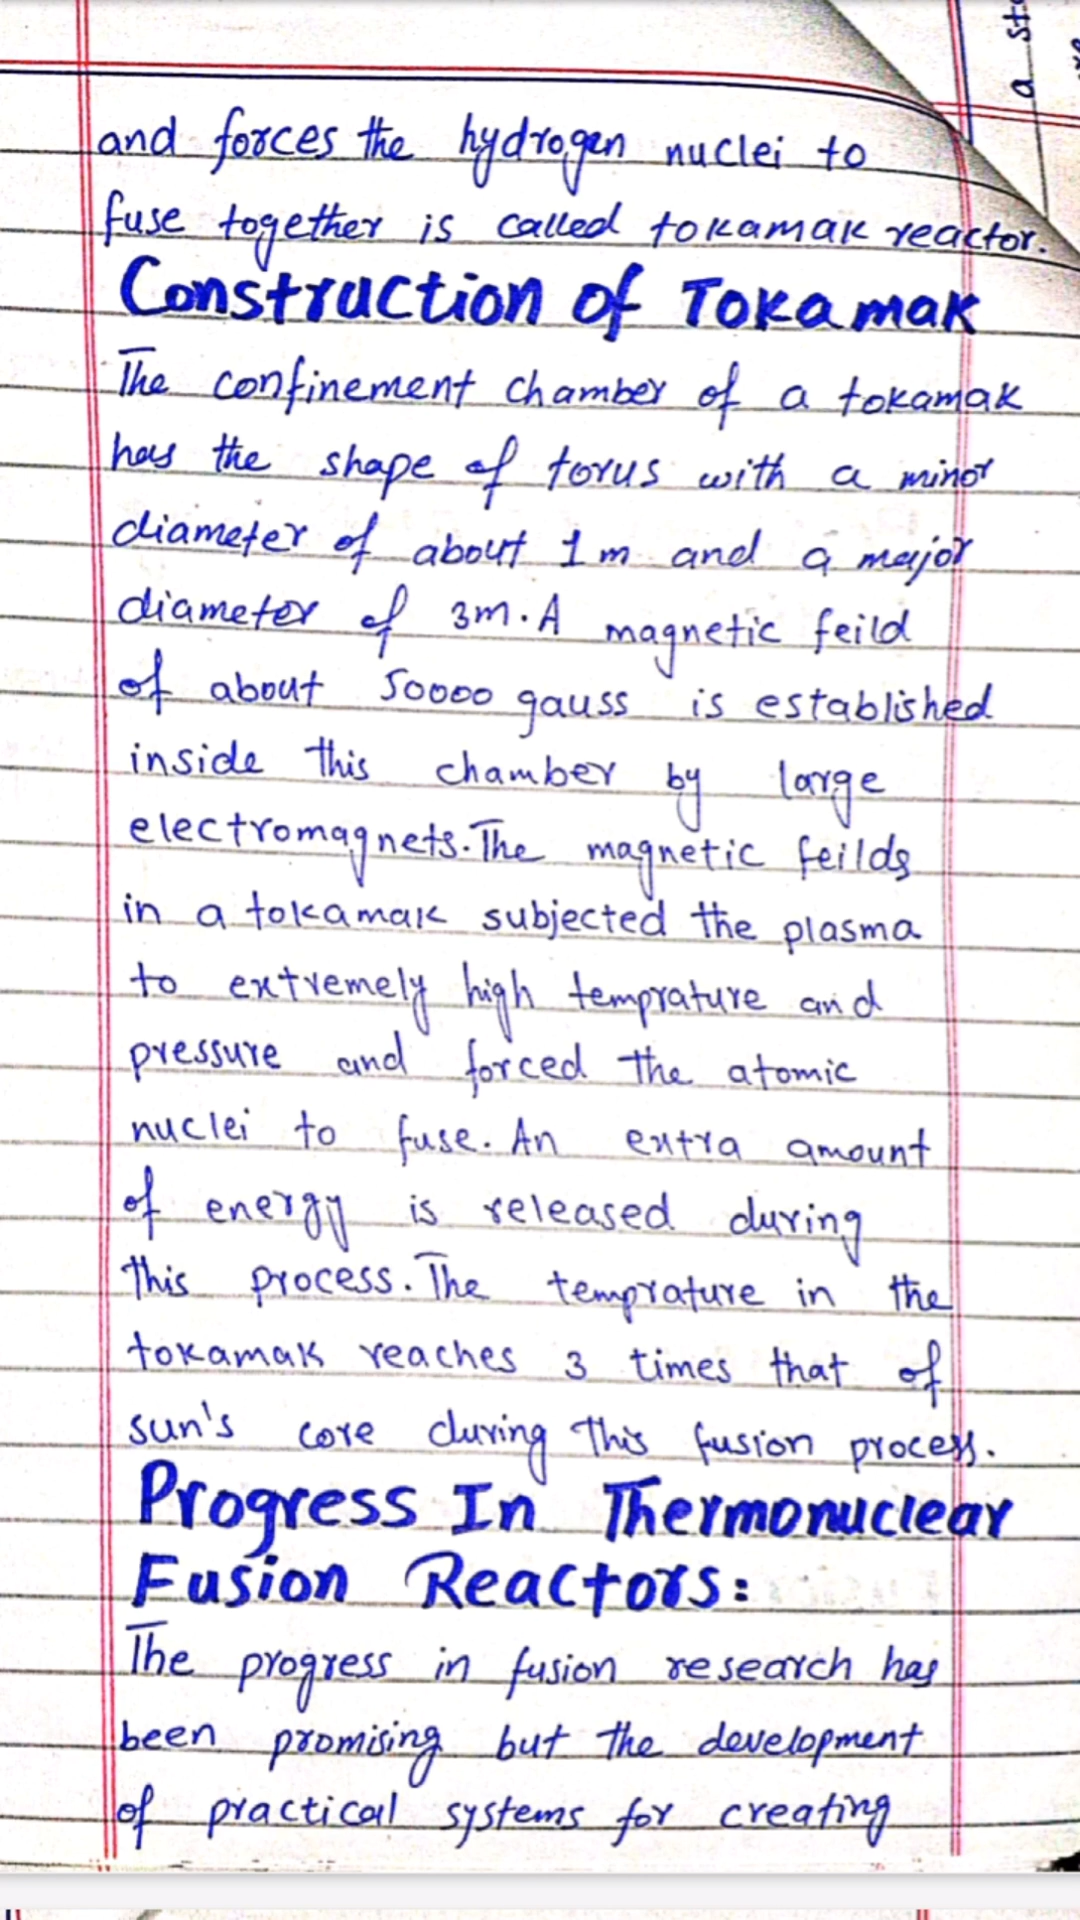 a st
and forces the hydrogen nuclei to
fuse together is called tokamak reactor.
Construction of Tokamak
The confinement chamber of a tokamak
has the shape of torus with a minor
diameter of about 1m and a major
diameter of 3m. A magnetic feild
of about 50000 gauss is established
inside this chamber by large
electromagnets. The magnetic feilds
in a tokamak subjected the plasma
to extremely high temprature and
pressure and forced the atomic
nuclei to fuse. An extra amount
of energy is released during
this process. The temprature in the
tokamak reaches 3 times that of
sun's core during this fusion process.
Progress In Thermonuclear
Fusion Reactors:
The progress in fusion research has
been promising but the development
of practical systems for creating